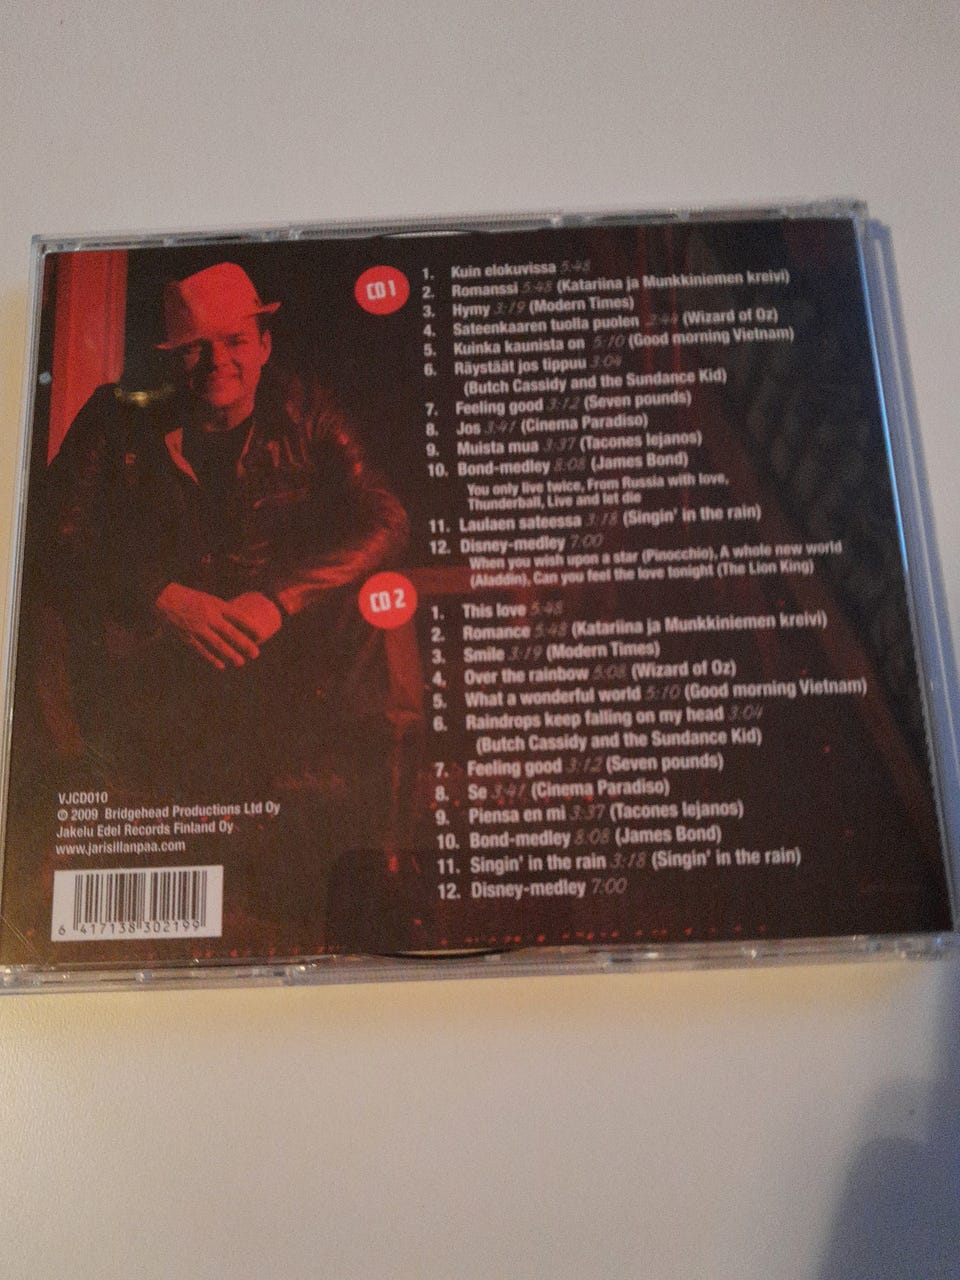 CD 1
1. Kuin elokuvissa 5:48
2. Romanssi 5:48 (Katariina ja Munkkiniemen kreivi)
3. Hymy 3:19 (Modern Times)
4. Sateenkaaren tuolla puolen 2:44 (Wizard of Oz)
5. Kuinka kaunista on 5:10 (Good morning Vietnam)
6. Räystäät jos tippuu 3:04
(Butch Cassidy and the Sundance Kid)
7. Feeling good 3:12 (Seven pounds)
8. Jos 3:41 (Cinema Paradiso)
9. Muista mua 3:37 (Tacones lejanos)
10. Bond-medley 8:08 (James Bond)
You only live twice, From Russia with love,
Thunderball, Live and let die
11. Laulaen sateessa 3:18 (Singin' in the rain)
12. Disney-medley 7:00
When you wish upon a star (Pinocchio), A whole new world
(Aladdin), Can you feel the love tonight (The Lion King)
CD 2
1. This love 5:48
2. Romance 5:48 (Katariina ja Munkkiniemen kreivi)
3. Smile 3:19 (Modern Times)
4. Over the rainbow 5:08 (Wizard of Oz)
5. What a wonderful world 5:10 (Good morning Vietnam)
6. Raindrops keep falling on my head 3:04
(Butch Cassidy and the Sundance Kid)
7. Feeling good 3:12 (Seven pounds)
8. Se 3:41 (Cinema Paradiso)
9. Piensa en mi 3:37 (Tacones lejanos)
10. Bond-medley 8:08 (James Bond)
11. Singin' in the rain 3:18 (Singin' in the rain)
12. Disney-medley 7:00
VJCD010
© 2009 Bridgehead Productions Ltd Oy
Jakelu Edel Records Finland Oy
www.jarisillanpaa.com
6 417138 302199